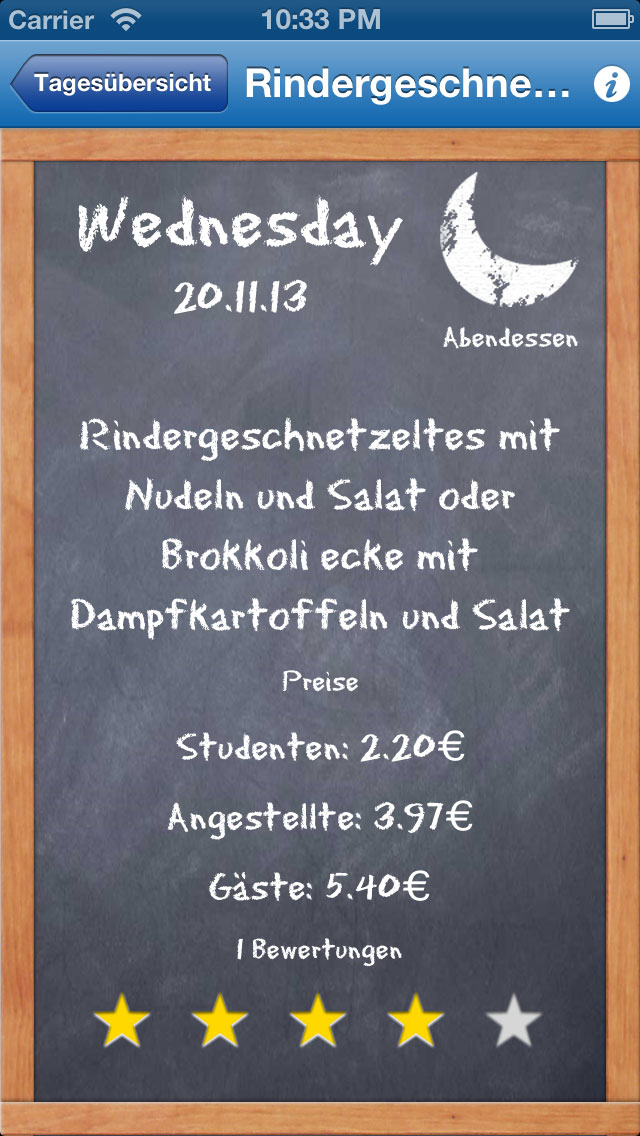 Carrier 10:33 PM
Tagesübersicht Rindergeschne... i
Wednesday
20.11.13
Abendessen
Rindergeschnetzeltes mit
Nudeln und Salat oder
Brokkoli ecke mit
Dampfkartoffeln und Salat
Preise
Studenten: 2.20€
Angestellte: 3.97€
Gäste: 5.40€
1 Bewertungen